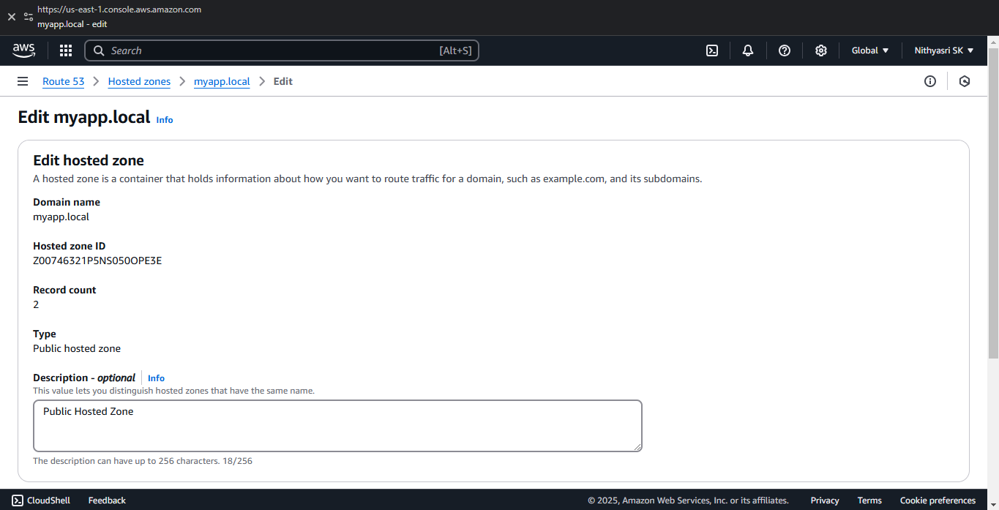 https://us-east-1.console.aws.amazon.com
myapp.local - edit
aws
Search [Alt+S]
Global
Nithyasri SK
Route 53
Hosted zones
myapp.local
Edit
Edit myapp.local Info
Edit hosted zone
A hosted zone is a container that holds information about how you want to route traffic for a domain, such as example.com, and its subdomains.
Domain name
myapp.local
Hosted zone ID
Z00746321P5NS050OPE3E
Record count
2
Type
Public hosted zone
Description - optional Info
This value lets you distinguish hosted zones that have the same name.
Public Hosted Zone
The description can have up to 256 characters. 18/256
CloudShell
Feedback
© 2025, Amazon Web Services, Inc. or its affiliates.
Privacy
Terms
Cookie preferences